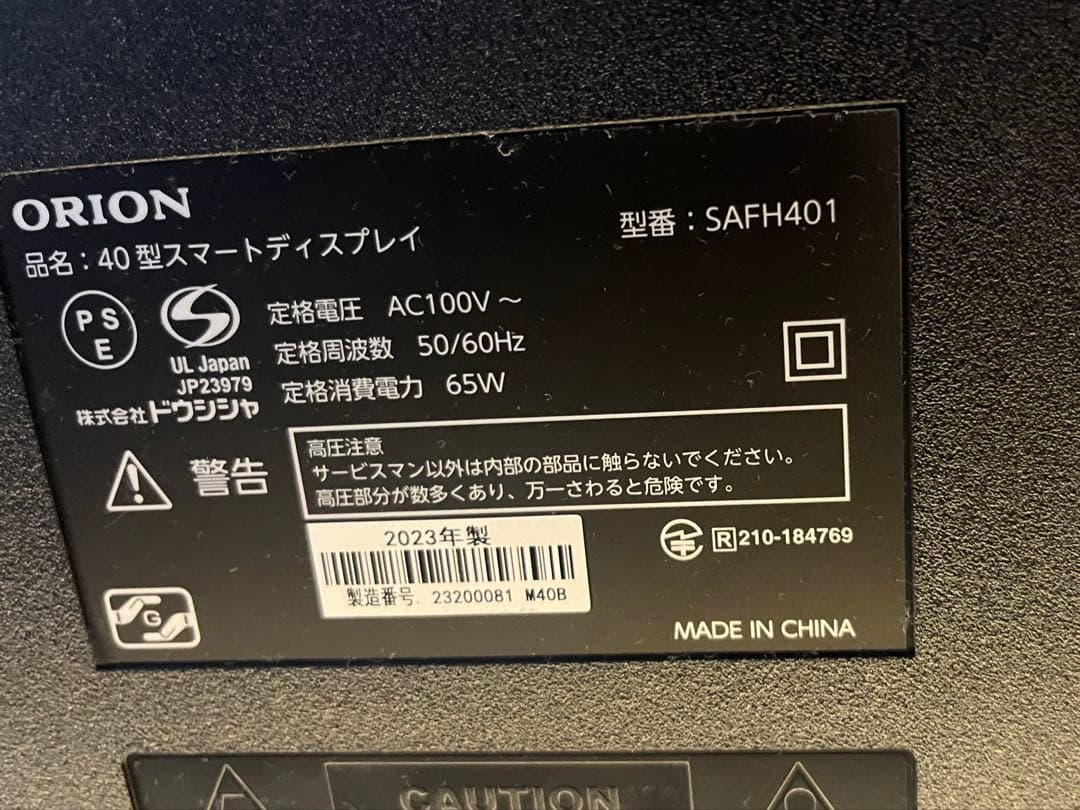 ORION
型番：SAFH401
品名：40型スマートディスプレイ
PSE
UL Japan
JP23979
株式会社ドウシシャ
定格電圧 AC100V～
定格周波数 50/60Hz
定格消費電力 65W
警告
高圧注意
サービスマン以外は内部の部品に触らないでください。
高圧部分が数多くあり、万一さわると危険です。
2023年製
製造番号. 23200081 M40B
R 210-184769
G
MADE IN CHINA
CAUTION